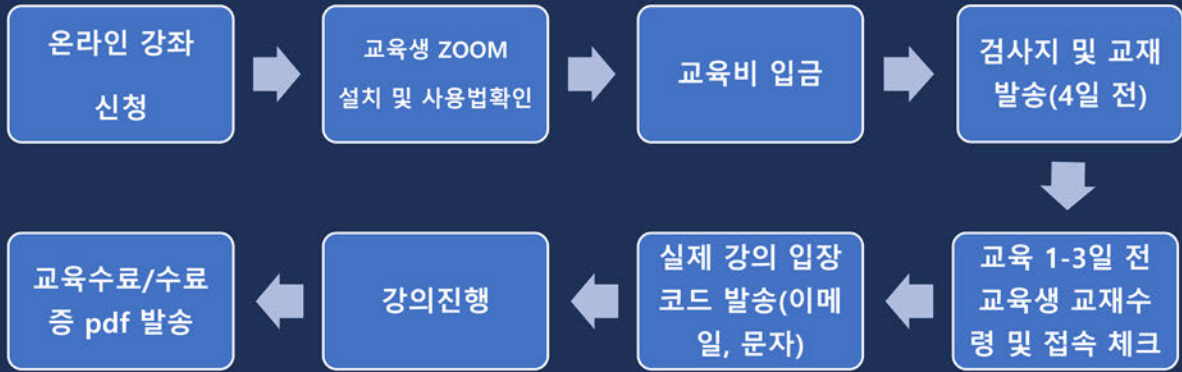 온라인 강좌
신청
교육생 ZOOM
설치 및 사용법확인
교육비 입금
검사지 및 교재
발송(4일 전)
교육 1-3일 전
교육생 교재수
령 및 접속 체크
실제 강의 입장
코드 발송(이메
일, 문자)
강의진행
교육수료/수료
증 pdf 발송